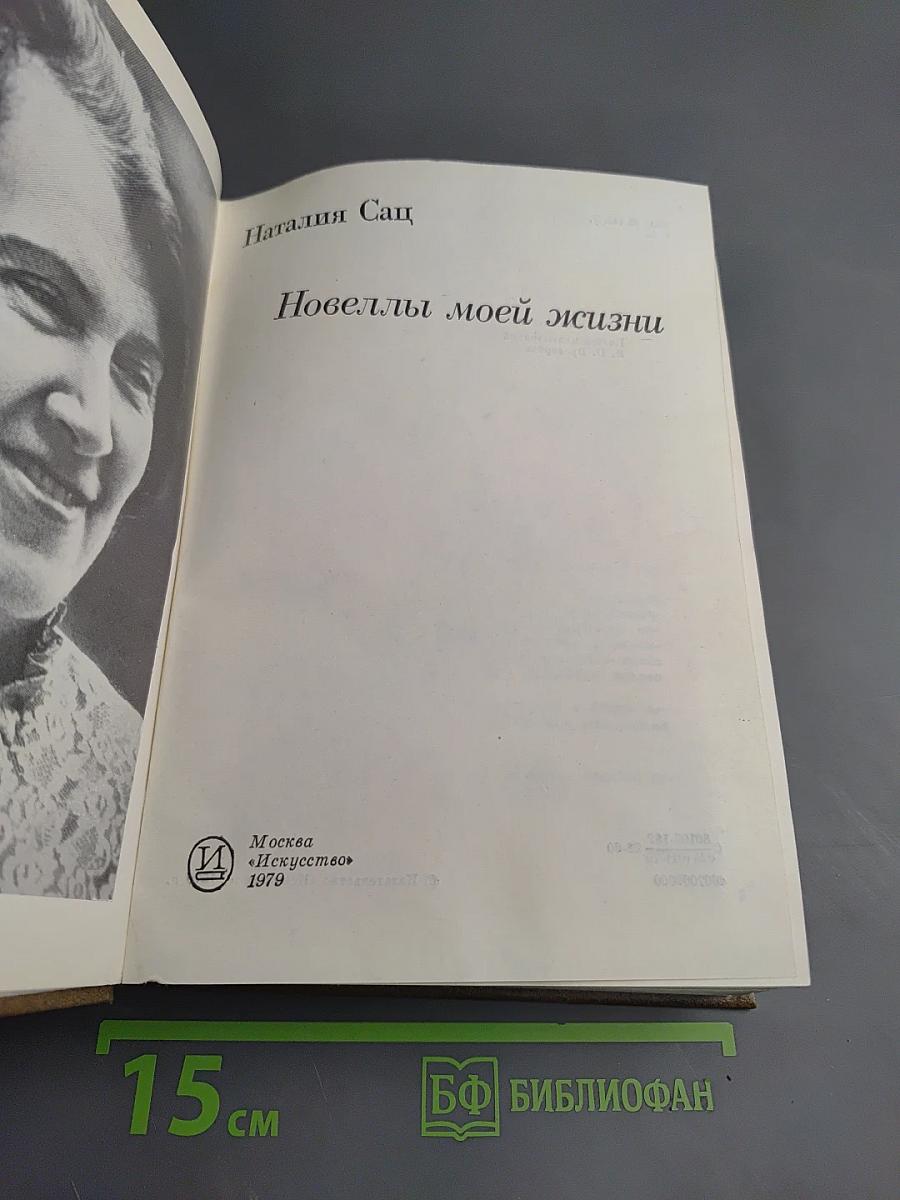 Наталия Сац
Новеллы моей жизни
И
Москва
«Искусство»
1979
15 см
БФ БИБЛИОФАН